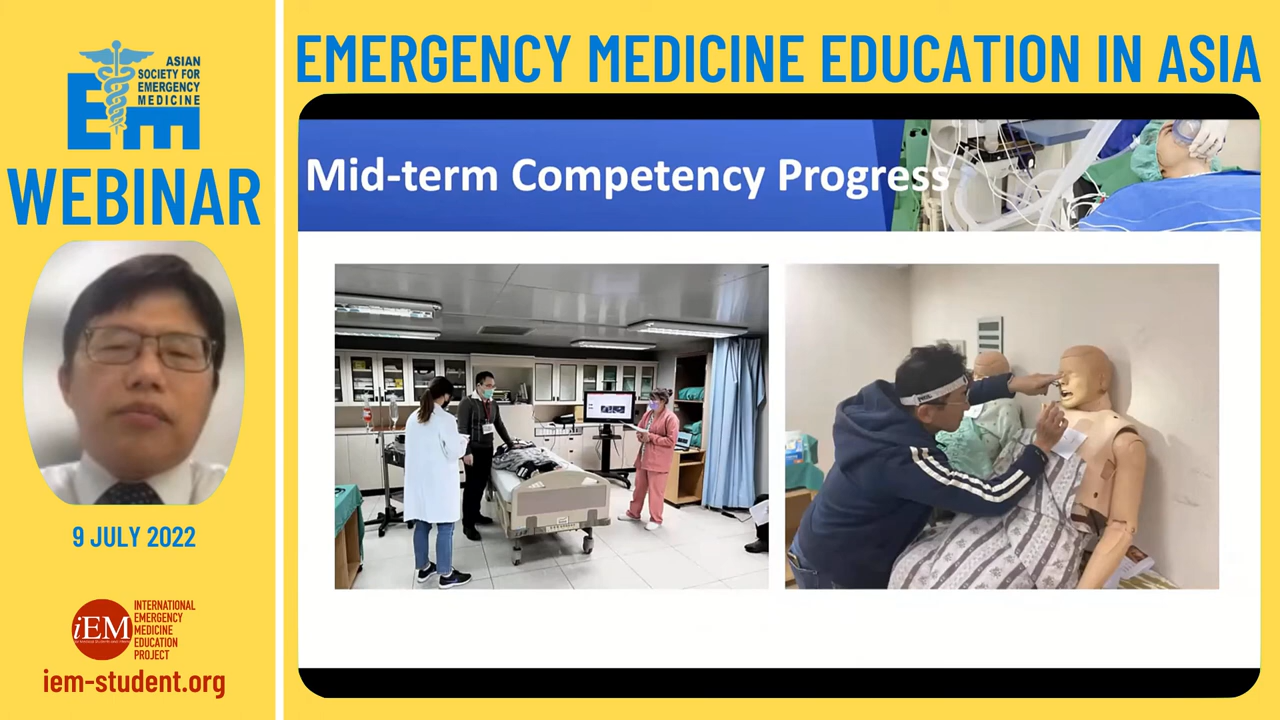 ASIAN
SOCIETY FOR
EMERGENCY
MEDICINE
EM
WEBINAR
9 JULY 2022
iEM
INTERNATIONAL
EMERGENCY
MEDICINE
EDUCATION
PROJECT
iem-student.org
EMERGENCY MEDICINE EDUCATION IN ASIA
Mid-term Competency Progress